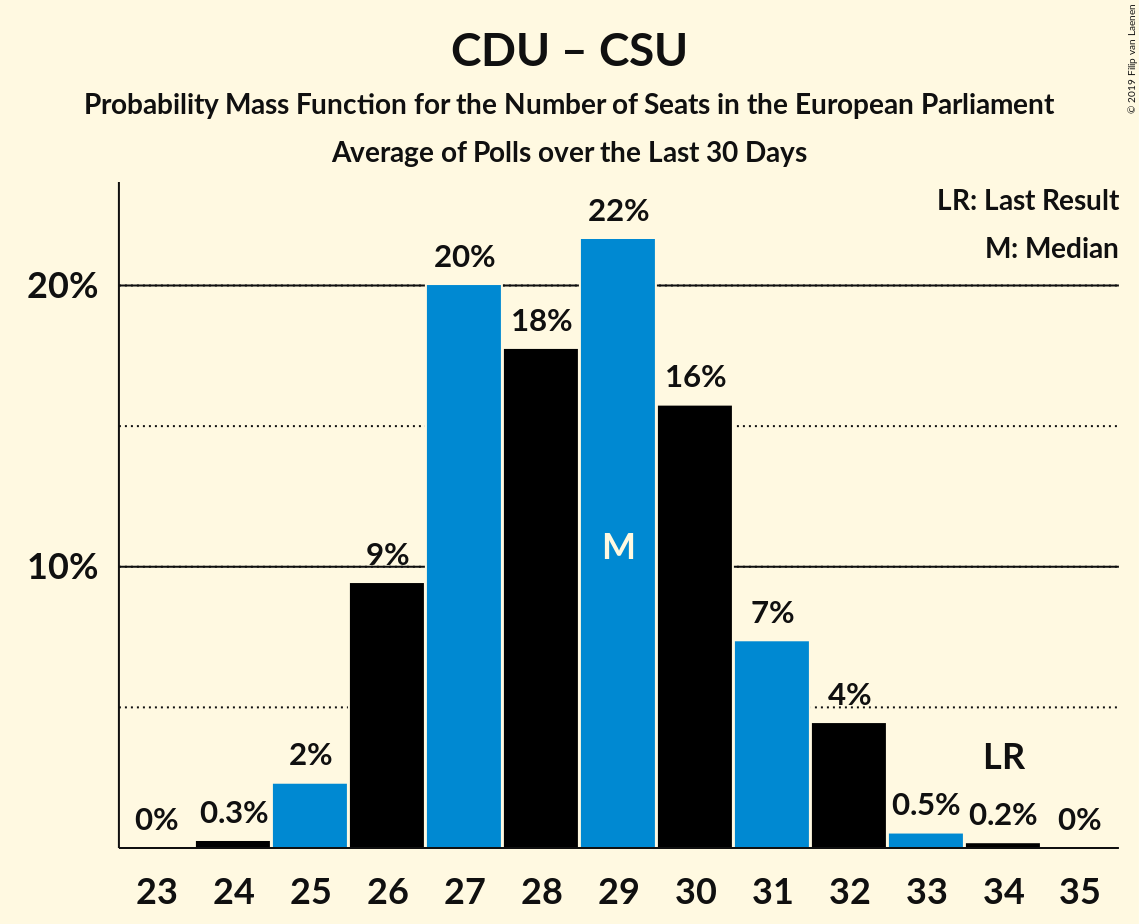 CDU – CSU
Probability Mass Function for the Number of Seats in the European Parliament
Average of Polls over the Last 30 Days
© 2019 Filip van Laenen
LR: Last Result
M: Median
20%
10%
0%
0.3%
2%
9%
20%
18%
22%
16%
7%
4%
0.5%
0.2%
0%
M
LR
23 24 25 26 27 28 29 30 31 32 33 34 35